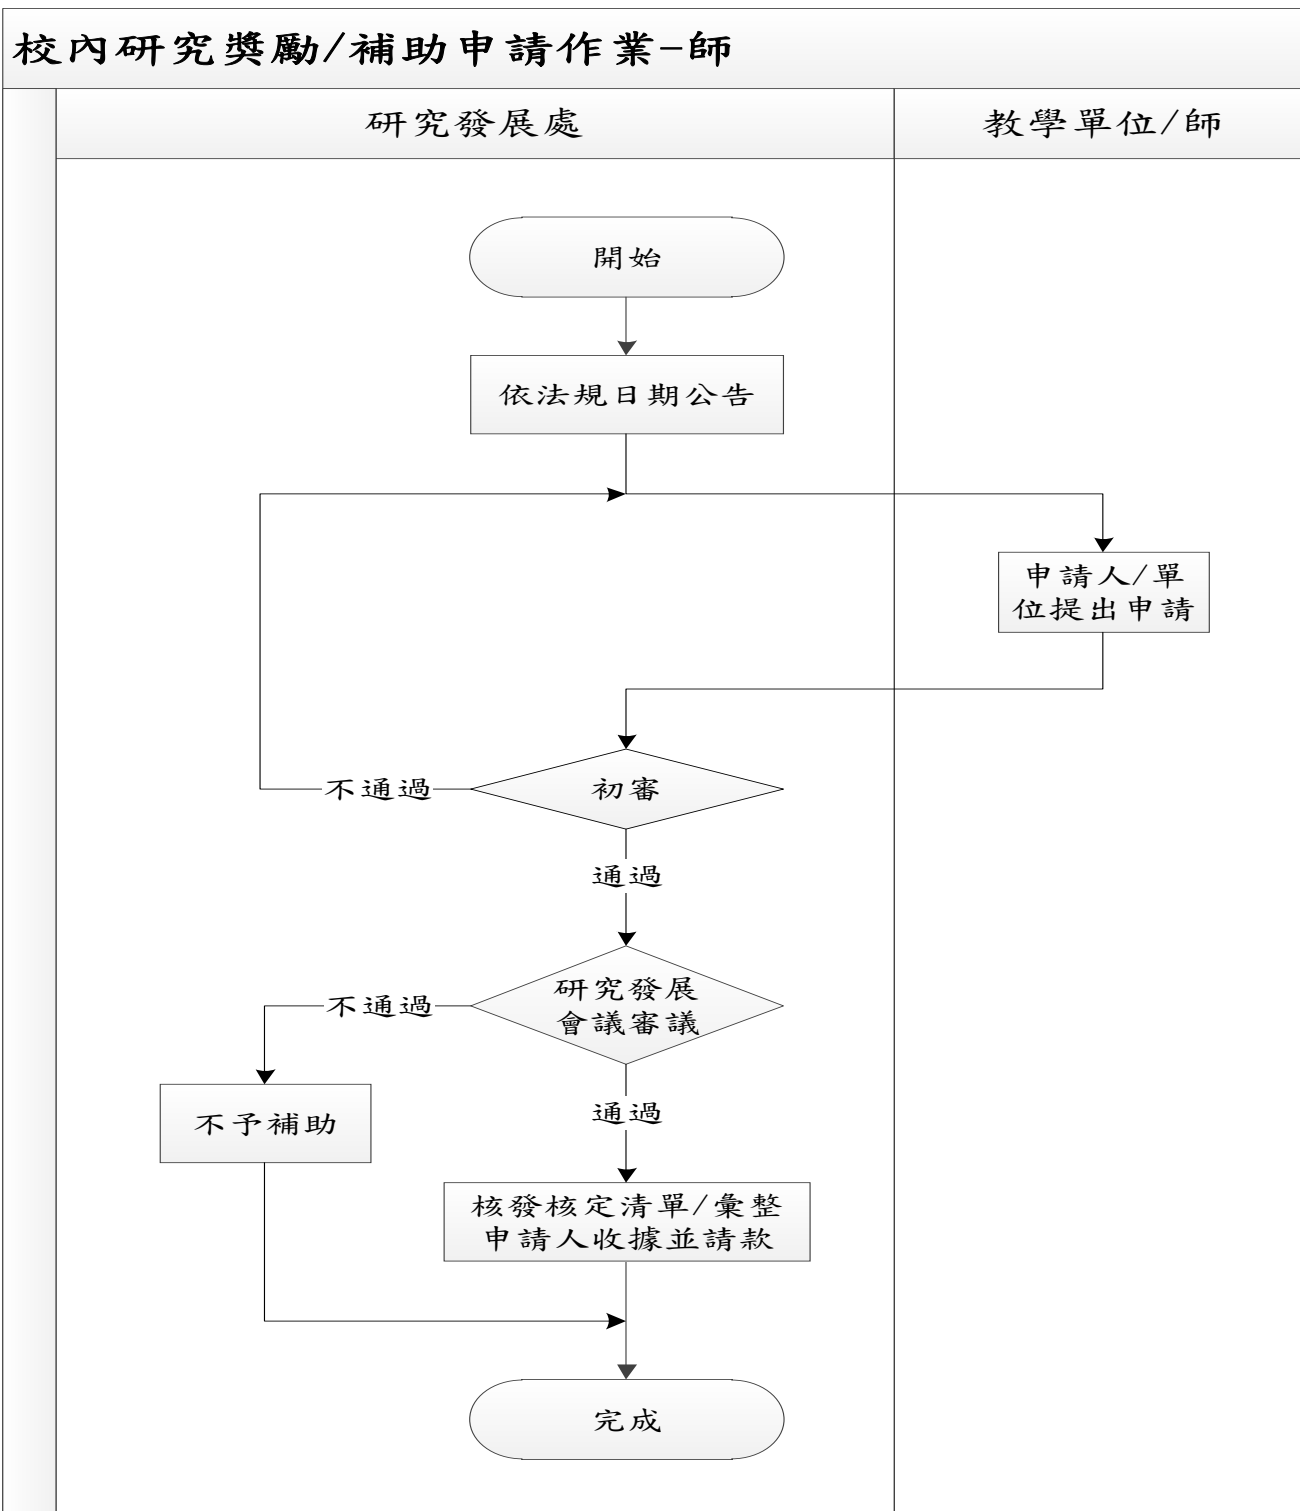 校內研究獎勵/補助申請作業-師
研究發展處
教學單位/師
開始
依法規日期公告
申請人/單
位提出申請
初審
不通過
通過
研究發展
會議審議
不通過
不予補助
通過
核發核定清單/彙整
申請人收據並請款
完成